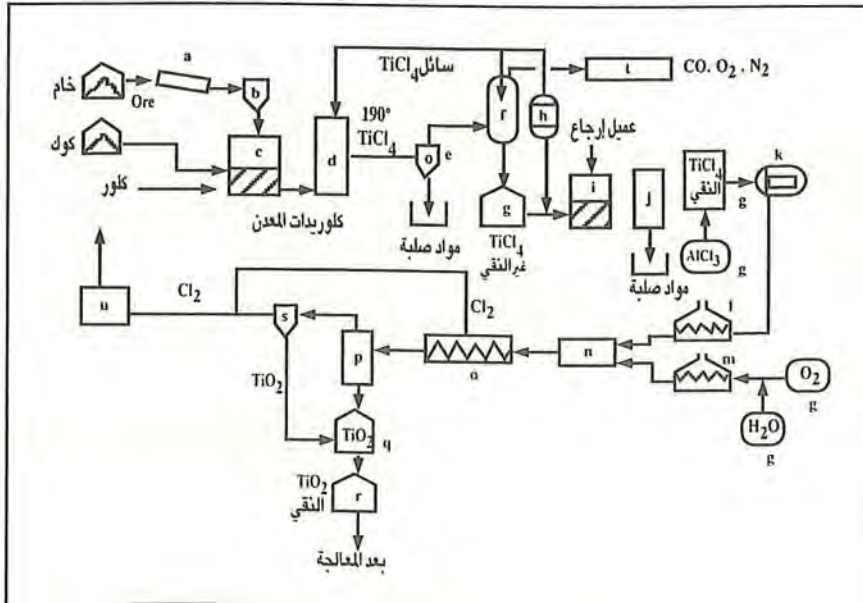 a
خام
Ore
b
كوك
c
كلور
كلوريدات المعدن
d
سائل TiCl4
190°
TiCl4
o
e
مواد صلبة
f
t
CO. O2 . N2
h
عميل إرجاع
g
TiCl4
غير النقي
i
j
مواد صلبة
TiCl4
النقي
g
k
AlCl3
g
l
m
O2
g
H2O
g
n
o
Cl2
p
s
Cl2
u
TiO2
TiO2
q
TiO2
النقي
r
بعد المعالجة